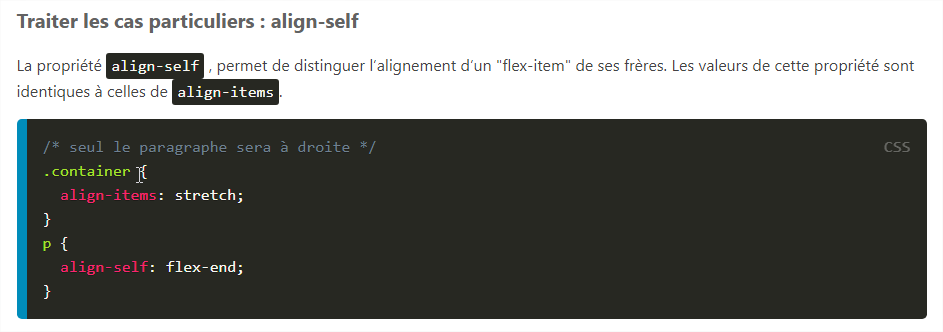 Traiter les cas particuliers : align-self
La propriété align-self , permet de distinguer l’alignement d’un "flex-item" de ses frères. Les valeurs de cette propriété sont
identiques à celles de align-items.
/* seul le paragraphe sera à droite */
CSS
.container {
align-items: stretch;
}
p {
align-self: flex-end;
}